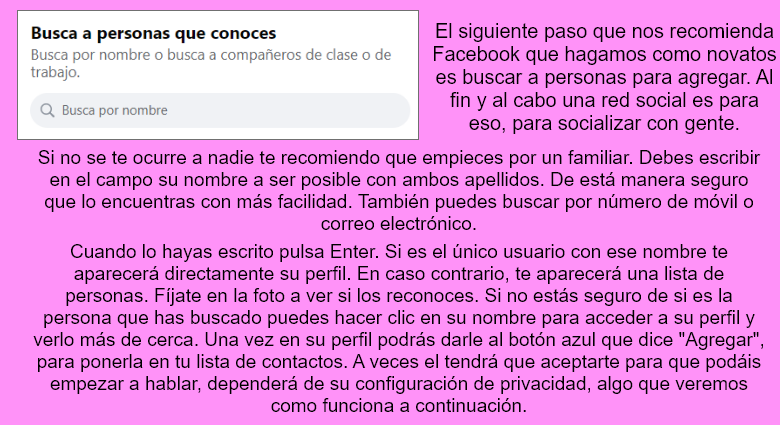 Busca a personas que conoces
Busca por nombre o busca a compañeros de clase o de
trabajo.
Busca por nombre
El siguiente paso que nos recomienda
Facebook que hagamos como novatos
es buscar a personas para agregar. Al
fin y al cabo una red social es para
eso, para socializar con gente.
Si no se te ocurre a nadie te recomiendo que empieces por un familiar. Debes escribir
en el campo su nombre a ser posible con ambos apellidos. De está manera seguro
que lo encuentras con más facilidad. También puedes buscar por número de móvil o
correo electrónico.
Cuando lo hayas escrito pulsa Enter. Si es el único usuario con ese nombre te
aparecerá directamente su perfil. En caso contrario, te aparecerá una lista de
personas. Fíjate en la foto a ver si los reconoces. Si no estás seguro de si es la
persona que has buscado puedes hacer clic en su nombre para acceder a su perfil y
verlo más de cerca. Una vez en su perfil podrás darle al botón azul que dice "Agregar",
para ponerla en tu lista de contactos. A veces el tendrá que aceptarte para que podáis
empezar a hablar, dependerá de su configuración de privacidad, algo que veremos
como funciona a continuación.